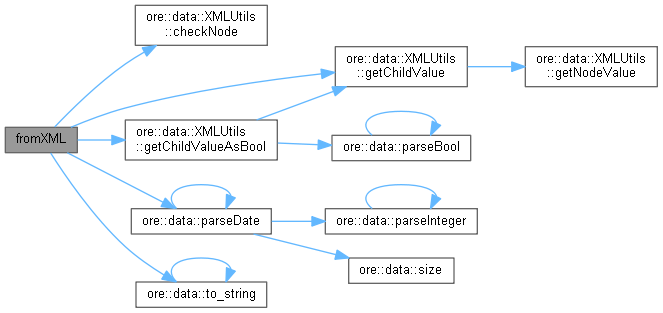 ore::data::XMLUtils
::checkNode
ore::data::XMLUtils
::getChildValue
ore::data::XMLUtils
::getNodeValue
fromXML
ore::data::XMLUtils
::getChildValueAsBool
ore::data::parseBool
ore::data::parseDate
ore::data::parseInteger
ore::data::size
ore::data::to_string